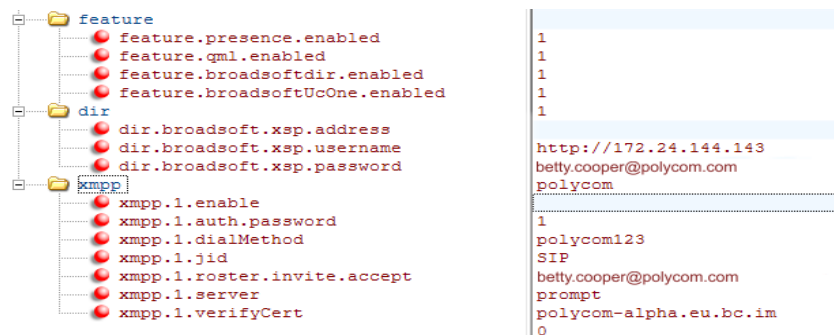 feature
feature.presence.enabled 1
feature.qml.enabled 1
feature.broadsoftdir.enabled 1
feature.broadsoftUcOne.enabled 1
dir 1
dir.broadsoft.xsp.address
dir.broadsoft.xsp.username http://172.24.144.143
dir.broadsoft.xsp.password betty.cooper@polycom.com
xmpp polycom
xmpp.1.enable
xmpp.1.auth.password 1
xmpp.1.dialMethod polycom123
xmpp.1.jid SIP
xmpp.1.roster.invite.accept betty.cooper@polycom.com
xmpp.1.server prompt
xmpp.1.verifyCert polycom-alpha.eu.bc.im
0